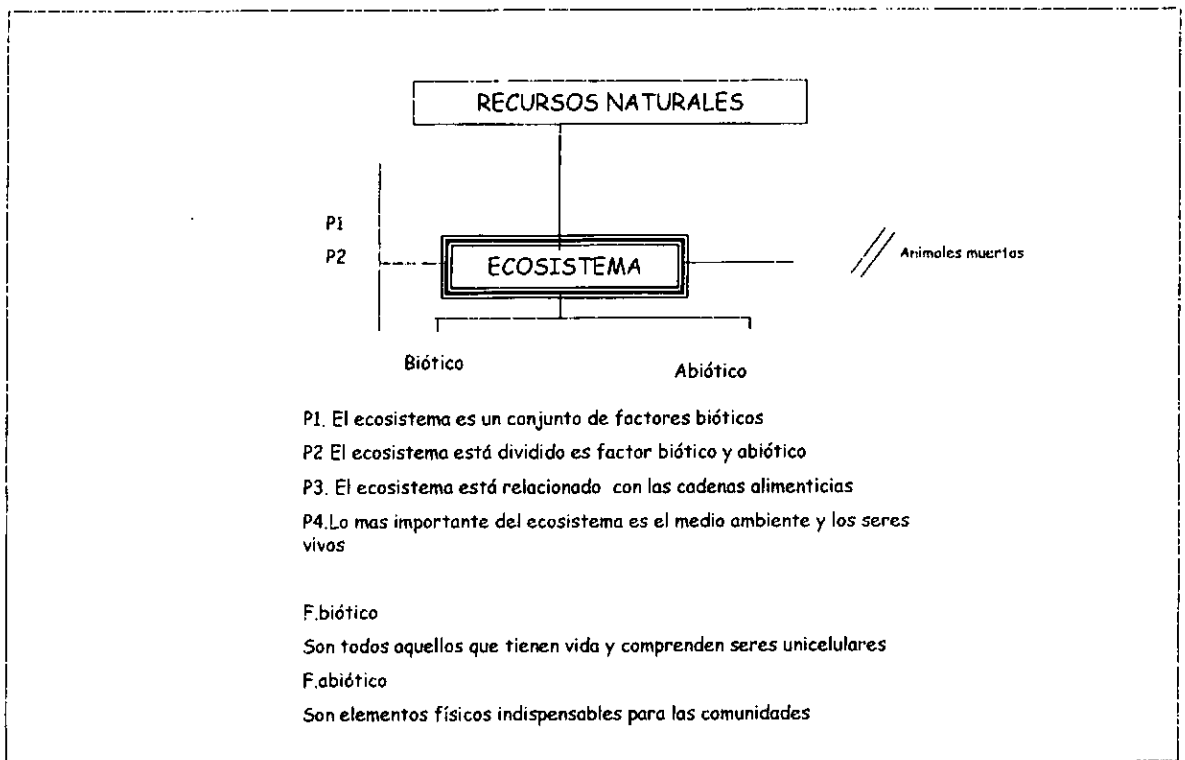 RECURSOS NATURALES
P1
P2
ECOSISTEMA
Animales muertos
Biótico
Abiótico
P1. El ecosistema es un conjunto de factores bióticos
P2 El ecosistema está dividido es factor biótico y abiótico
P3. El ecosistema está relacionado con las cadenas alimenticias
P4.Lo mas importante del ecosistema es el medio ambiente y los seres
vivos
F.biótico
Son todos aquellos que tienen vida y comprenden seres unicelulares
F.abiótico
Son elementos físicos indispensables para las comunidades